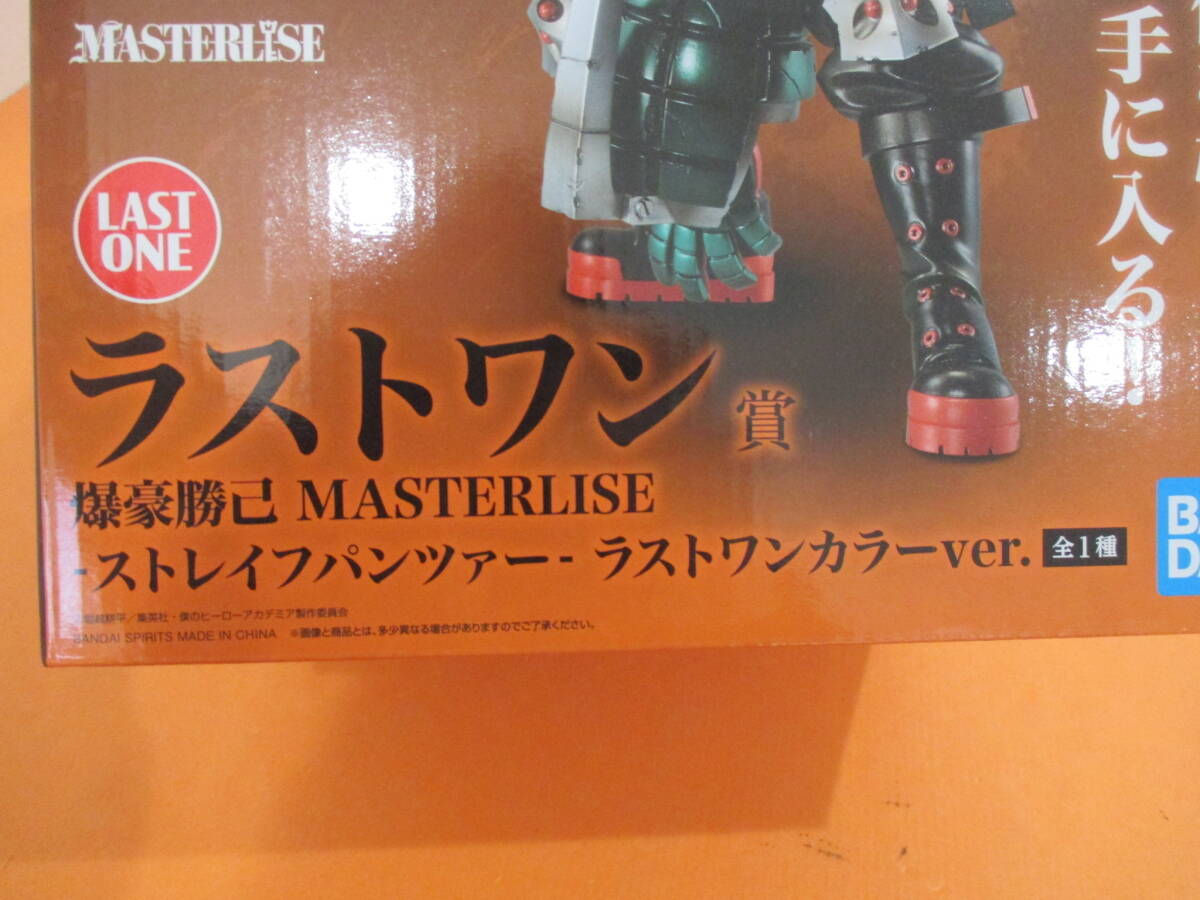 MASTERLISE
手に入る!
LAST
ONE
ラストワン賞
爆豪勝己 MASTERLISE
-ストレイフパンツァー- ラストワンカラーver. 全1種
堀越耕平／集英社・僕のヒーローアカデミア製作委員会
BANDAI SPIRITS MADE IN CHINA ※画像と商品とは、多少異なる場合がありますのでご了承ください。